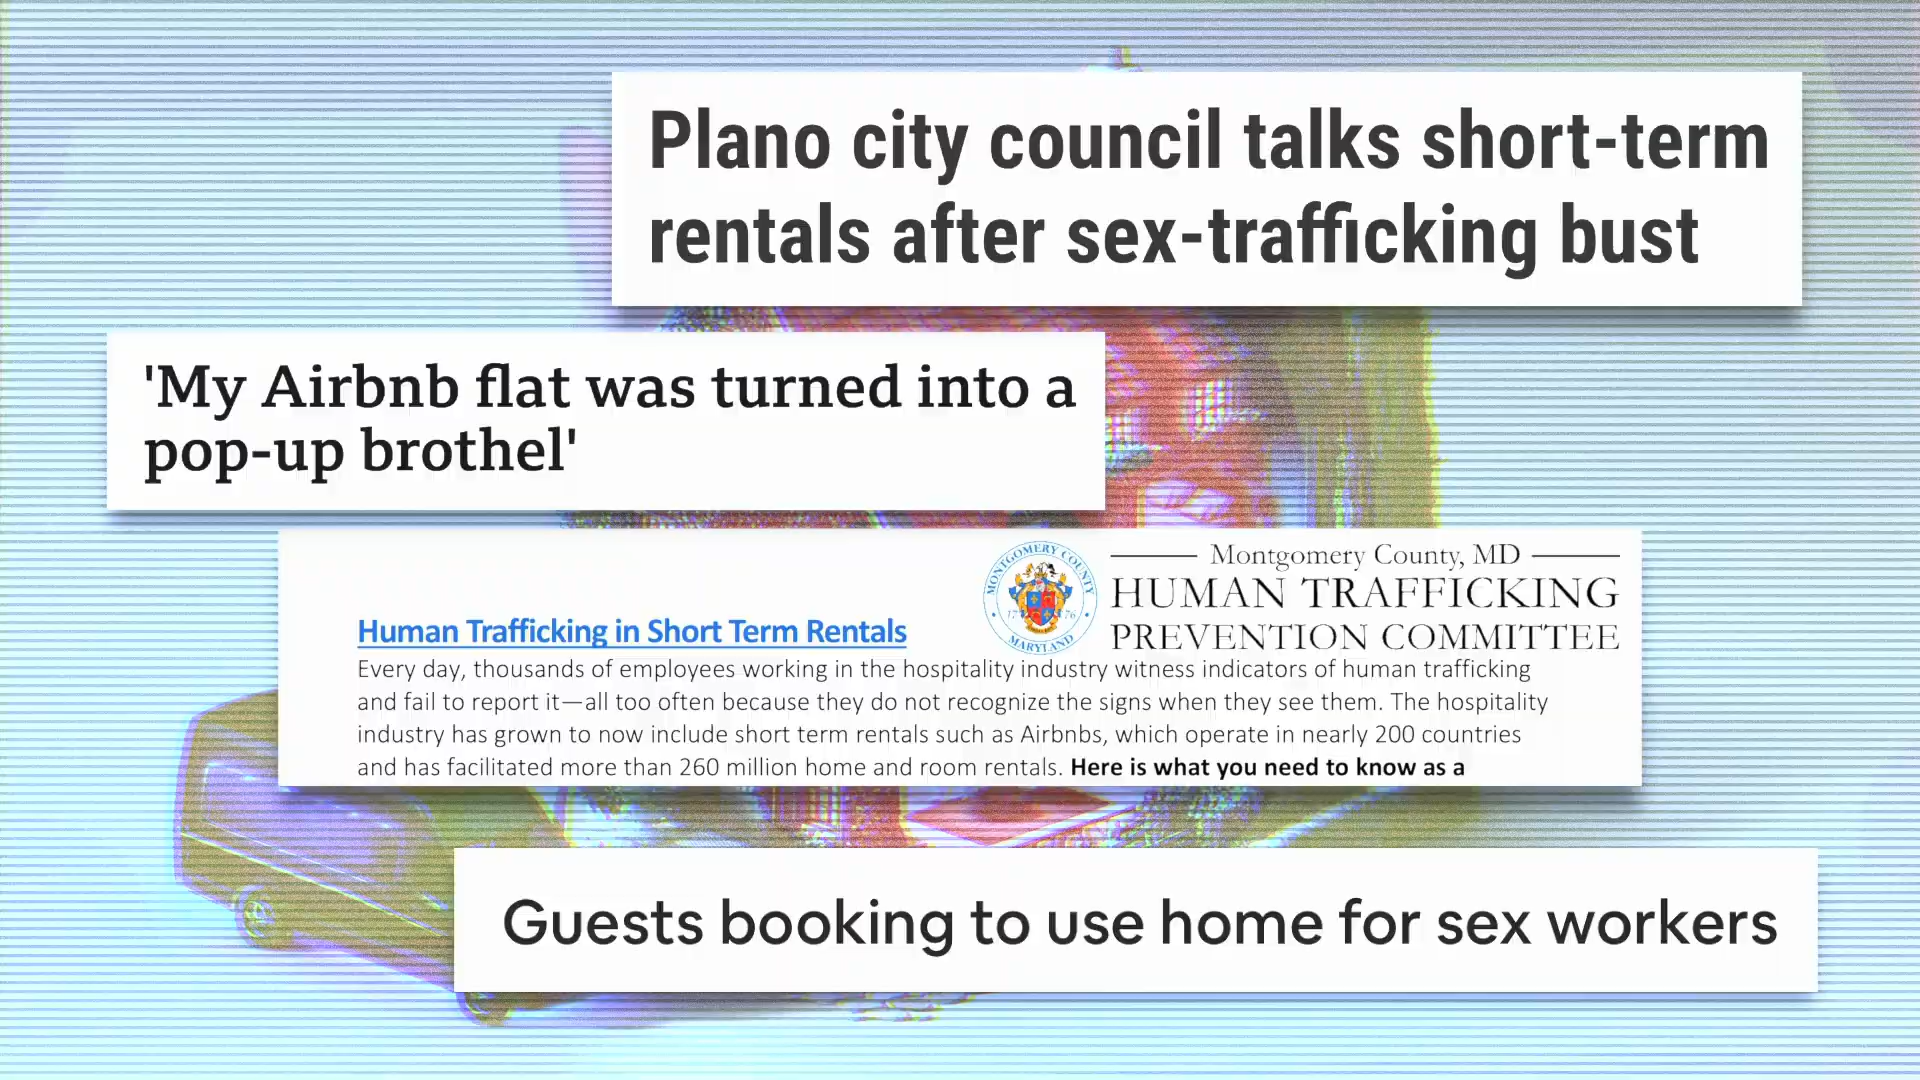 Plano city council talks short-term
rentals after sex-trafficking bust
'My Airbnb flat was turned into a
pop-up brothel'
MONTGOMERY COUNTY
17 76
MARYLAND
Montgomery County, MD
HUMAN TRAFFICKING
PREVENTION COMMITTEE
Human Trafficking in Short Term Rentals
Every day, thousands of employees working in the hospitality industry witness indicators of human trafficking
and fail to report it—all too often because they do not recognize the signs when they see them. The hospitality
industry has grown to now include short term rentals such as Airbnbs, which operate in nearly 200 countries
and has facilitated more than 260 million home and room rentals. Here is what you need to know as a
Guests booking to use home for sex workers